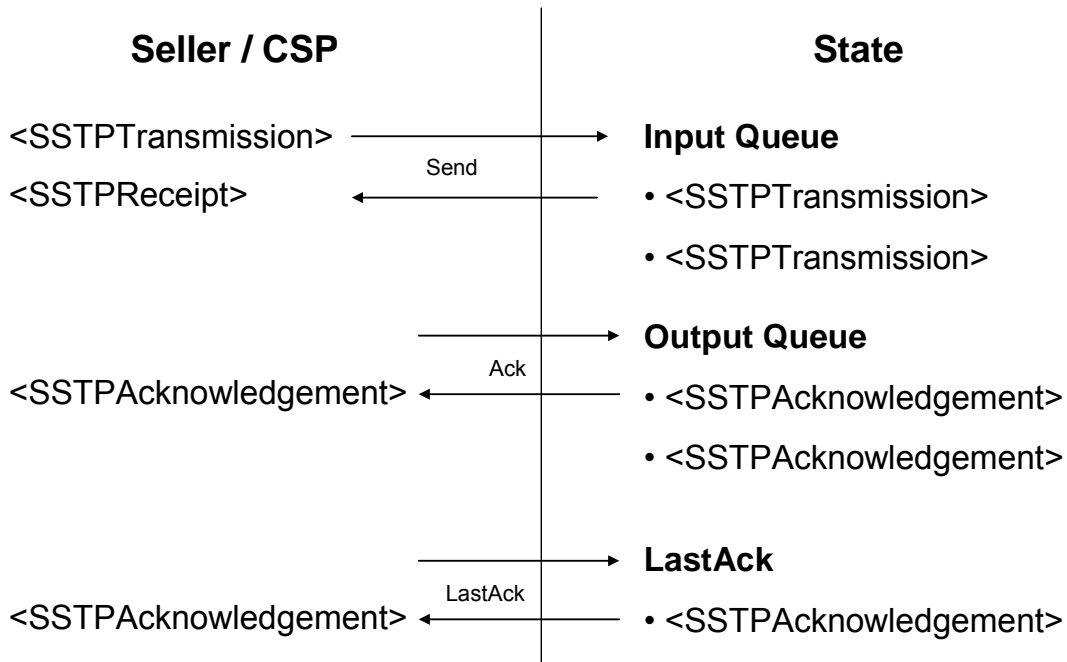 Seller / CSP State
<SSTPTransmission> Input Queue
Send
<SSTPReceipt> • <SSTPTransmission>
• <SSTPTransmission>
Output Queue
Ack
<SSTPAcknowledgement> • <SSTPAcknowledgement>
• <SSTPAcknowledgement>
LastAck
LastAck
<SSTPAcknowledgement> • <SSTPAcknowledgement>